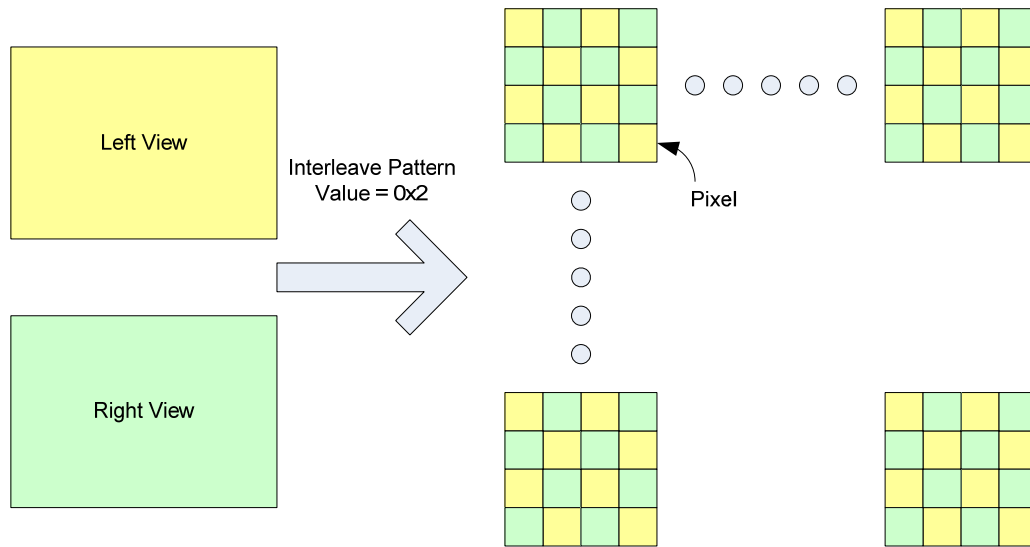 Left View
Interleave Pattern
Value = 0x2
Pixel
Right View